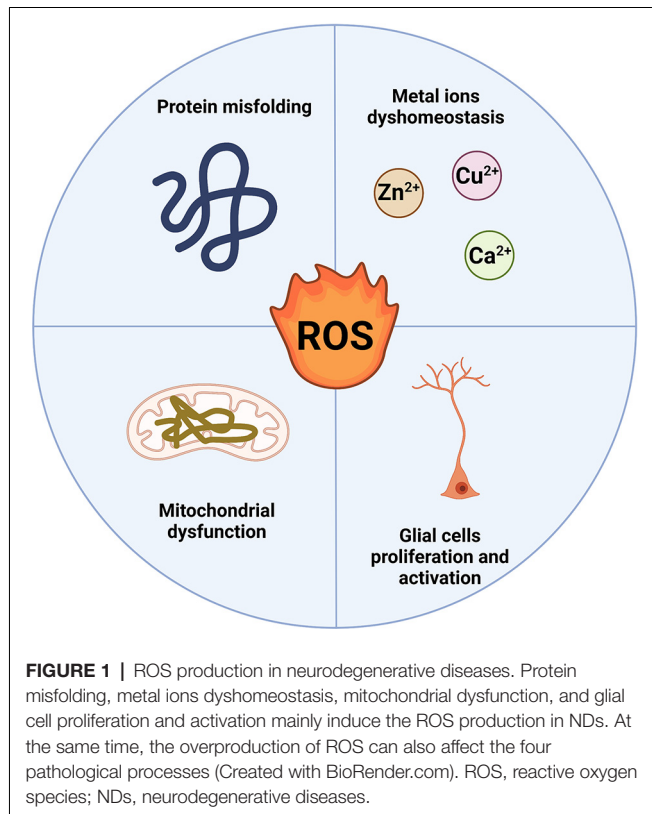 Protein misfolding
Metal ions
dyshomeostasis
Zn²⁺
Cu²⁺
Ca²⁺
ROS
Mitochondrial
dysfunction
Glial cells
proliferation and
activation
FIGURE 1 | ROS production in neurodegenerative diseases. Protein
misfolding, metal ions dyshomeostasis, mitochondrial dysfunction, and glial
cell proliferation and activation mainly induce the ROS production in NDs. At
the same time, the overproduction of ROS can also affect the four
pathological processes (Created with BioRender.com). ROS, reactive oxygen
species; NDs, neurodegenerative diseases.